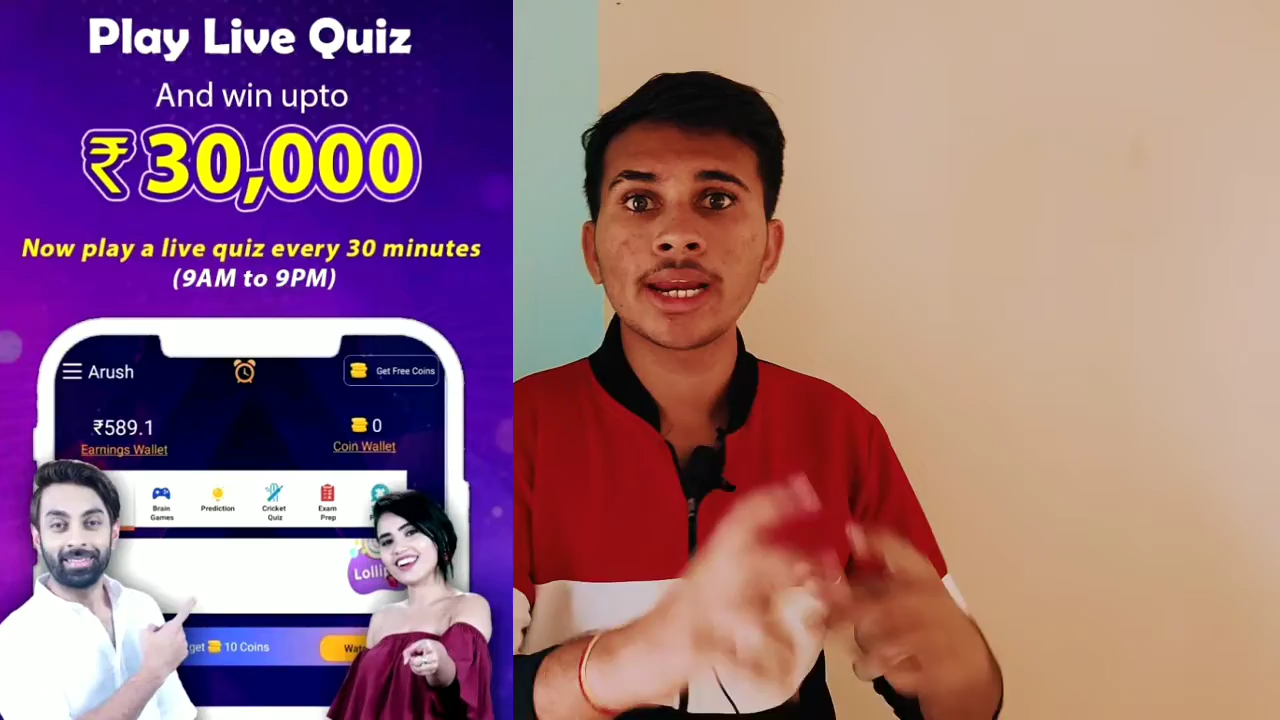 Play Live Quiz
And win upto
₹30,000
Now play a live quiz every 30 minutes
(9AM to 9PM)
Arush
Get Free Coins
₹589.1
0
Earnings Wallet
Coin Wallet
Brain
Games
Prediction
Cricket
Quiz
Exam
Prep
get 10 Coins